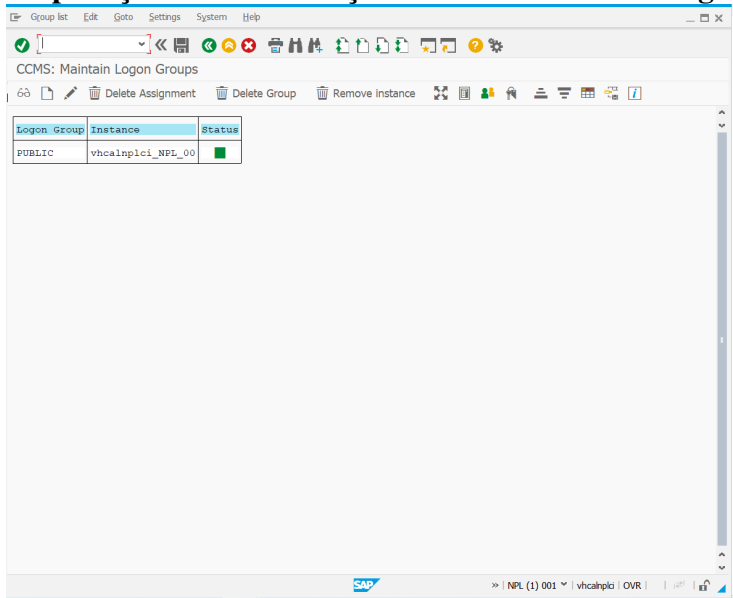 Group list Edit Goto Settings System Help
CCMS: Maintain Logon Groups
Delete Assignment Delete Group Remove instance
Logon Group Instance Status
PUBLIC vhcalnplci_NPL_00
SAP
NPL (1) 001 vhcalnplci OVR